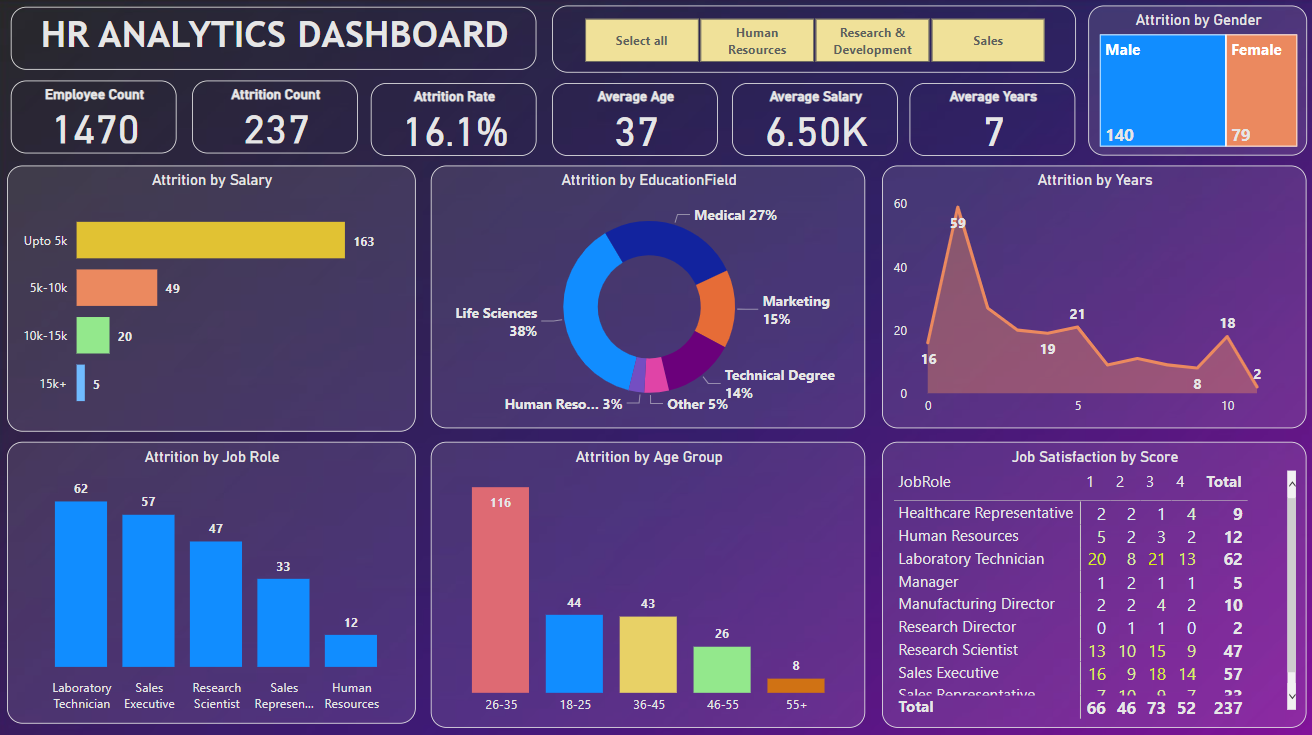 HR ANALYTICS DASHBOARD
Select all
Human
Resources
Research &
Development
Sales
Attrition by Gender
Male
Female
140
79
Employee Count
1470
Attrition Count
237
Attrition Rate
16.1%
Average Age
37
Average Salary
6.50K
Average Years
7
Attrition by Salary
Upto 5k
163
5k-10k
49
10k-15k
20
15k+
5
Attrition by EducationField
Medical 27%
Marketing
15%
Life Sciences
38%
Technical Degree
14%
Human Reso... 3%
Other 5%
Attrition by Years
60
59
40
20
21
18
19
16
8
2
0
0
5
10
Attrition by Job Role
62
57
47
33
12
Laboratory
Technician
Sales
Executive
Research
Scientist
Sales
Represen...
Human
Resources
Attrition by Age Group
116
44
43
26
8
26-35
18-25
36-45
46-55
55+
Job Satisfaction by Score
JobRole 1 2 3 4 Total
Healthcare Representative 2 2 1 4 9
Human Resources 5 2 3 2 12
Laboratory Technician 20 8 21 13 62
Manager 1 2 1 1 5
Manufacturing Director 2 2 4 2 10
Research Director 0 1 1 0 2
Research Scientist 13 10 15 9 47
Sales Executive 16 9 18 14 57
Sales Representative 7 10 9 7 33
Total 66 46 73 52 237